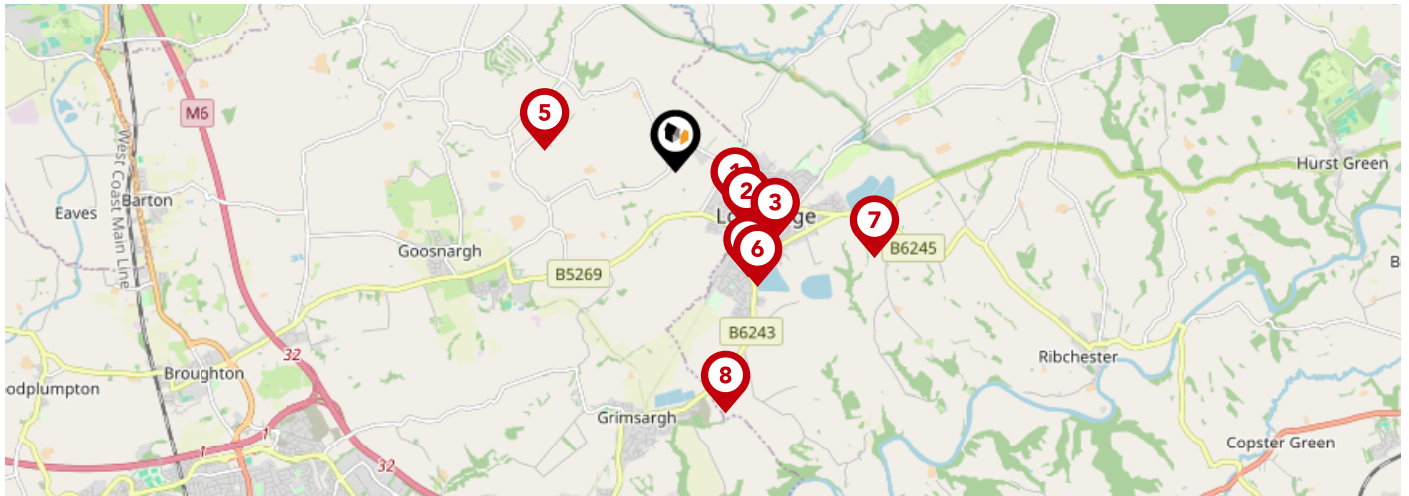 M6
5
1
2
3
Hurst Green
West Coast Main Line
Barton
Eaves
7
Goosnargh
6
B6245
B5269
B6243
32
Ribchester
Broughton
8
Grimsargh
Copster Green
1
1
32